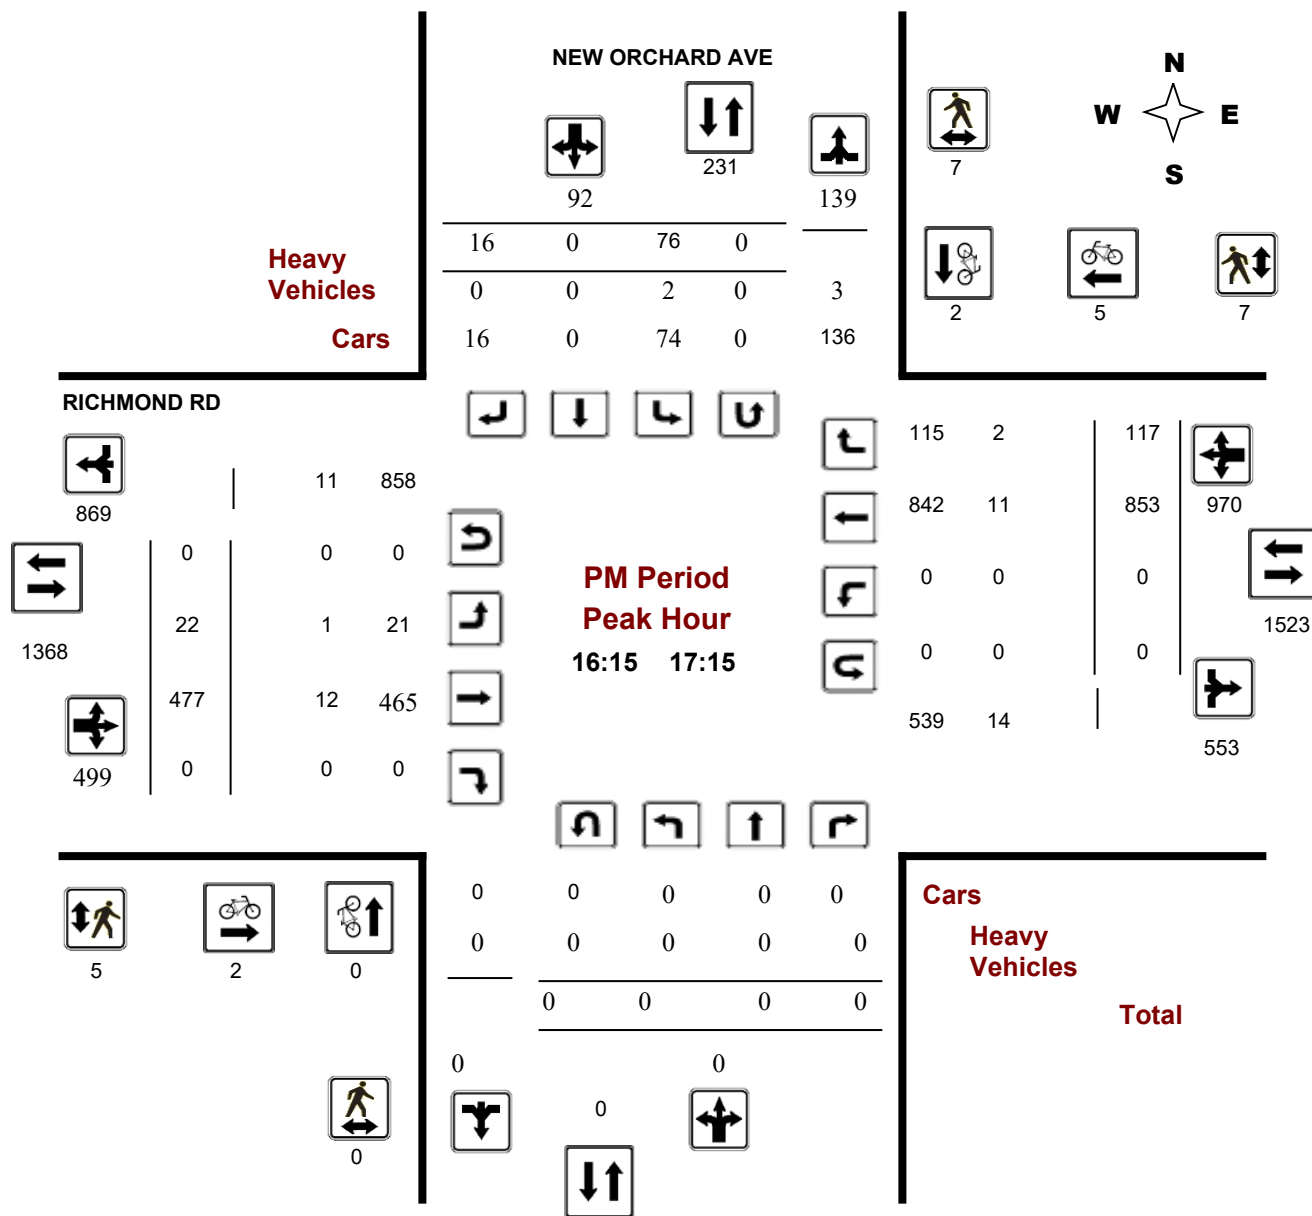 NEW ORCHARD AVE
N
W E
S
231
7
92
139
16 0 76 0
Heavy
Vehicles
0 0 2 0 3
2 5 7
Cars
16 0 74 0 136
RICHMOND RD
115 2 117
11 858
869
842 11 853 970
0 0 0
PM Period
0 0 0
Peak Hour
22 1 21
1523
1368
16:15 17:15
0 0 0
477 12 465
539 14
553
499
0 0 0
0 0 0 0 0
Cars
0 0 0 0 0
Heavy
Vehicles
5 2 0
0 0 0 0
Total
0 0
0
0